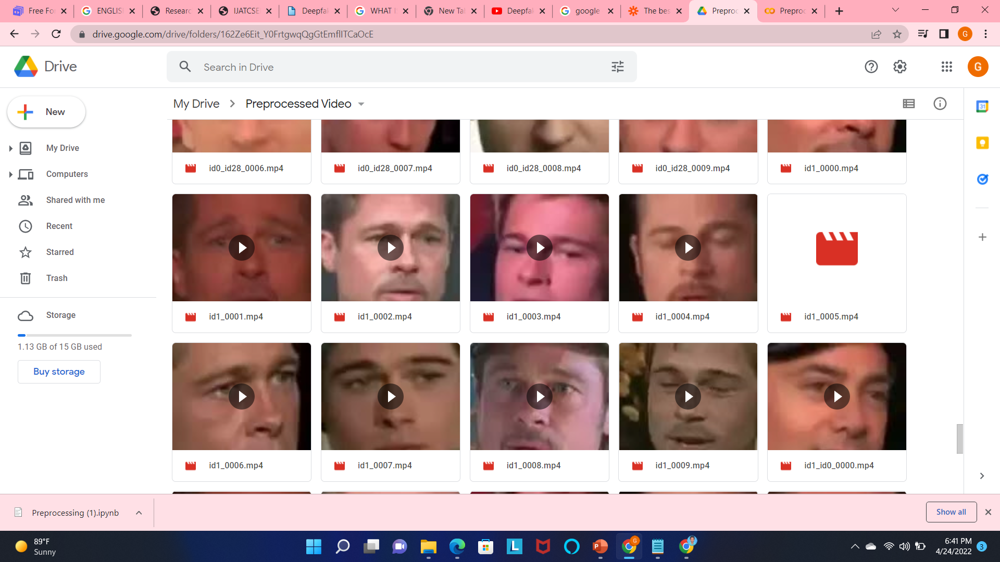 Free Fo
ENGLIS
Researc
IJATCSE
Deepfak
WHAT I
New Tal
Deepfak
google
The bes
Preproc
Preproc
drive.google.com/drive/folders/162Ze6Eit_Y0FrtgwqQgGtEmflITCaOcE
G
Drive
Search in Drive
G
New
My Drive
Computers
Shared with me
Recent
Starred
Trash
Storage
1.13 GB of 15 GB used
Buy storage
My Drive > Preprocessed Video
31
id0_id28_0006.mp4
id0_id28_0007.mp4
id0_id28_0008.mp4
id0_id28_0009.mp4
id1_0000.mp4
id1_0001.mp4
id1_0002.mp4
id1_0003.mp4
id1_0004.mp4
id1_0005.mp4
id1_0006.mp4
id1_0007.mp4
id1_0008.mp4
id1_0009.mp4
id1_id0_0000.mp4
Preprocessing (1).ipynb
Show all
89°F
Sunny
L
P
G
6:41 PM
4/24/2022
3